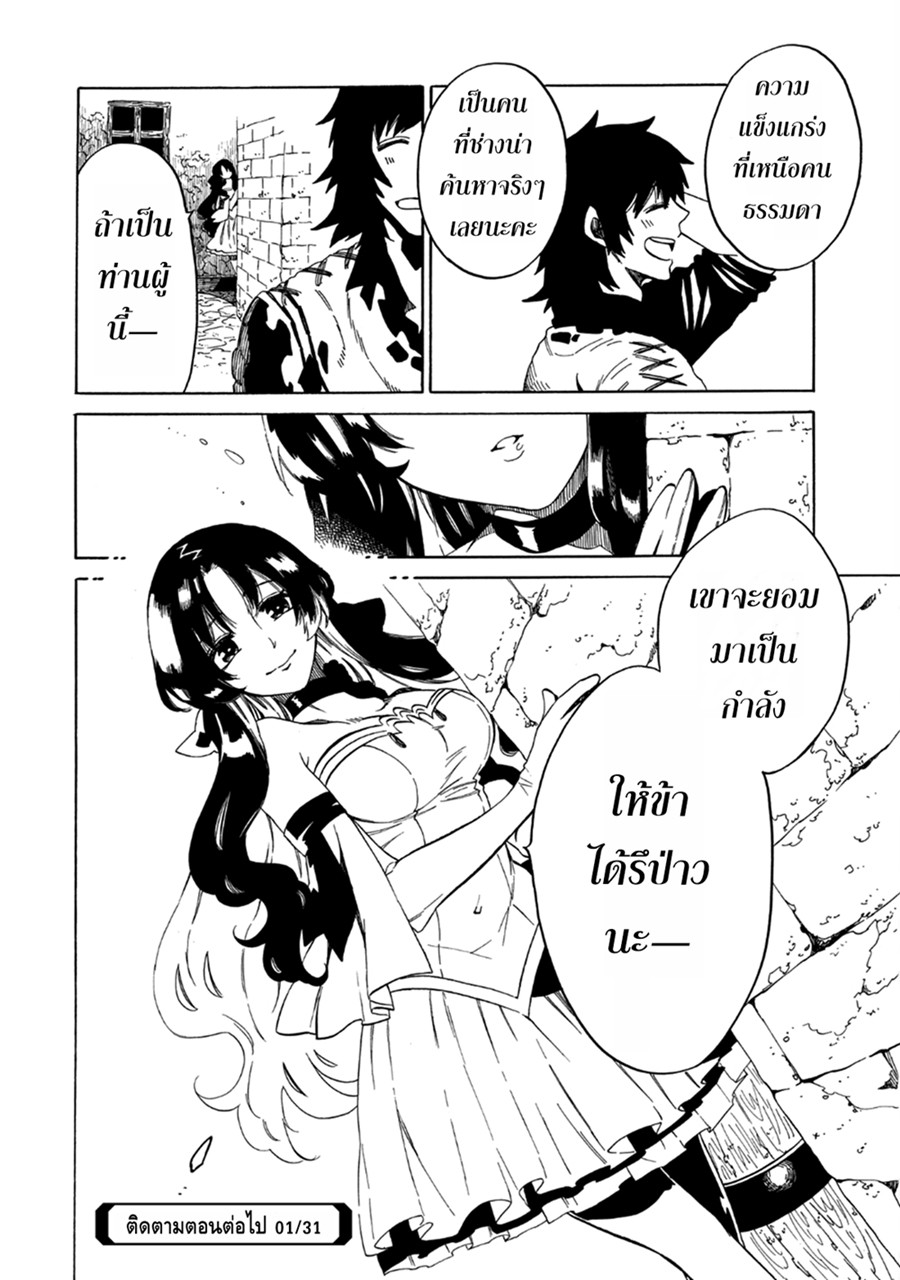 ความ
แข็งแกร่ง
ที่เหนือคน
ธรรมดา
เป็นคน
ที่ช่างน่า
ค้นหาจริงๆ
เลยนะคะ
ถ้าเป็น
ท่านผู้
นี้—
เขาจะยอม
มาเป็น
กำลัง
ให้ข้า
ได้รึป่าว
นะ—
ติดตามตอนต่อไป 01/31